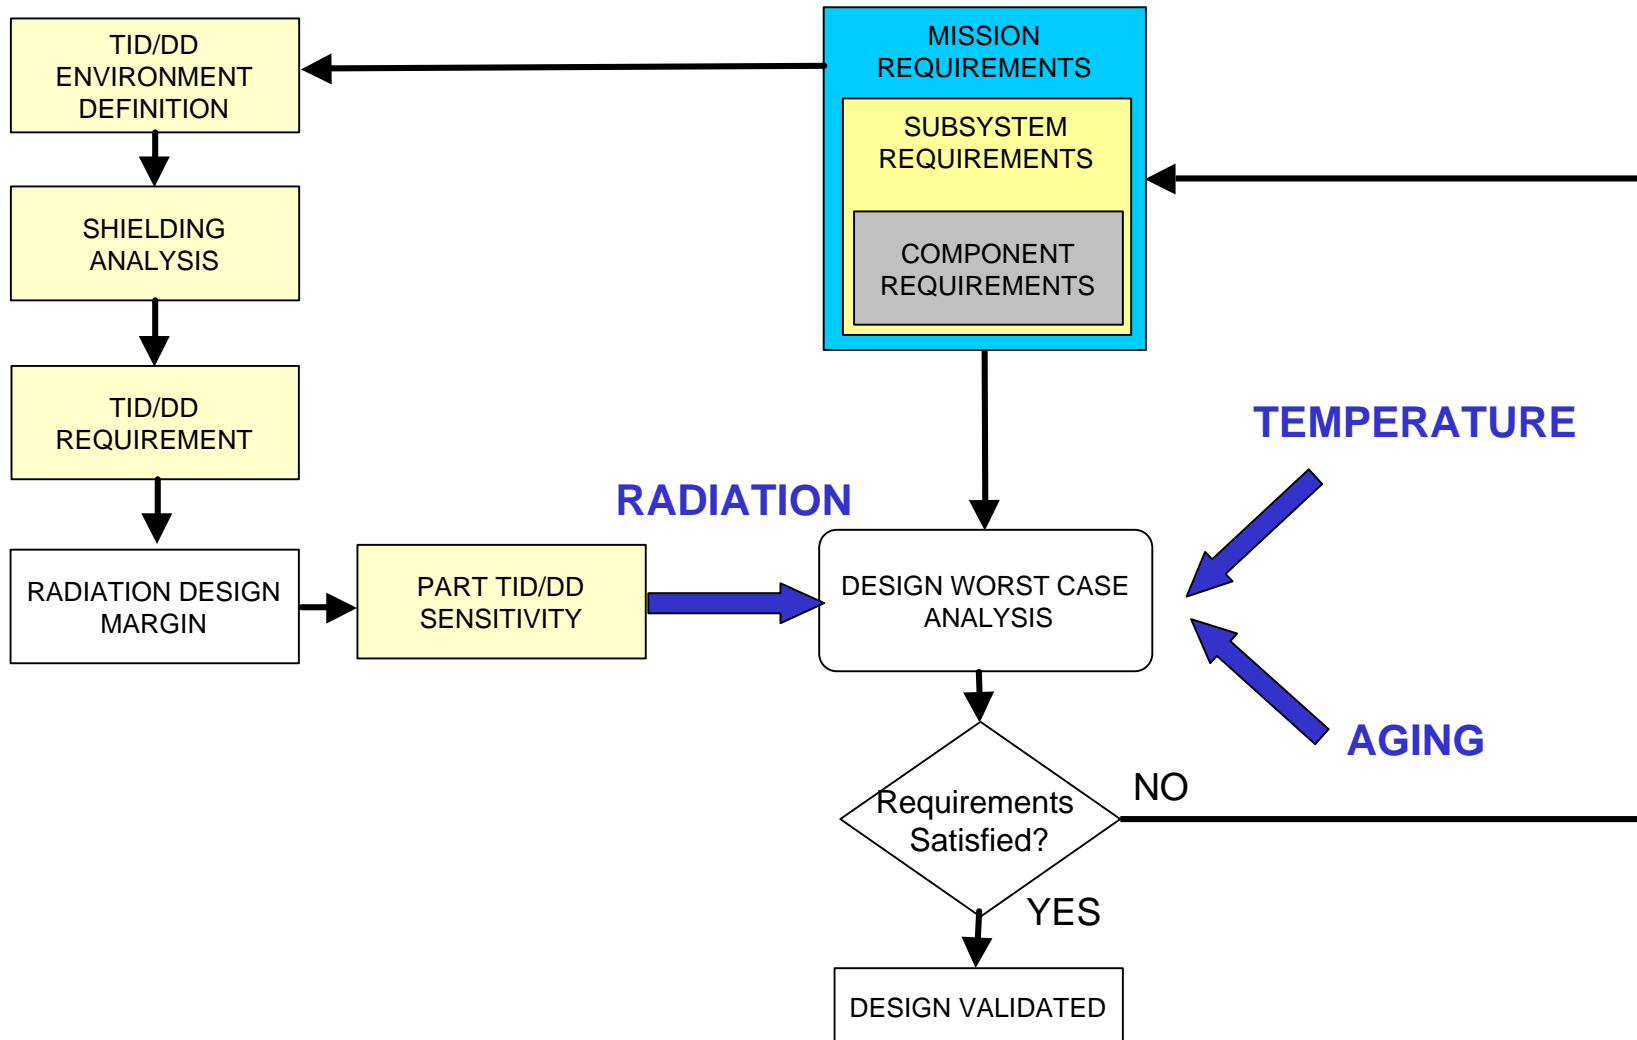 TID/DD
ENVIRONMENT
DEFINITION
MISSION
REQUIREMENTS
SUBSYSTEM
REQUIREMENTS
COMPONENT
REQUIREMENTS
SHIELDING
ANALYSIS
TID/DD
REQUIREMENT
TEMPERATURE
RADIATION
RADIATION DESIGN
MARGIN
PART TID/DD
SENSITIVITY
DESIGN WORST CASE
ANALYSIS
AGING
NO
Requirements
Satisfied?
YES
DESIGN VALIDATED